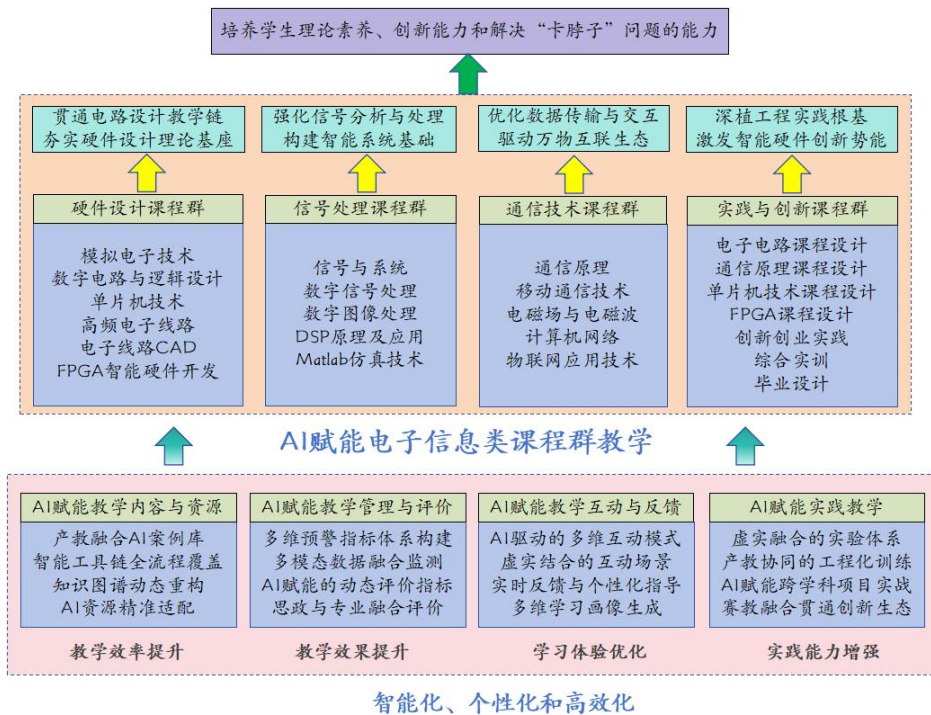 培养学生理论素养、创新能力和解决“卡脖子”问题的能力
贯通电路设计教学链
夯实硬件设计理论基座
强化信号分析与处理
构建智能系统基础
优化数据传输与交互
驱动万物互联生态
深植工程实践根基
激发智能硬件创新势能
硬件设计课程群
模拟电子技术
数字电路与逻辑设计
单片机技术
高频电子线路
电子线路CAD
FPGA智能硬件开发
信号处理课程群
信号与系统
数字信号处理
数字图像处理
DSP原理及应用
Matlab仿真技术
通信技术课程群
通信原理
移动通信技术
电磁场与电磁波
计算机网络
物联网应用技术
实践与创新课程群
电子电路课程设计
通信原理课程设计
单片机技术课程设计
FPGA课程设计
创新创业实践
综合实训
毕业设计
AI赋能电子信息类课程群教学
AI赋能教学内容与资源
产教融合AI案例库
智能工具链全流程覆盖
知识图谱动态重构
AI资源精准适配
教学效率提升
AI赋能教学管理与评价
多维预警指标体系构建
多模态数据融合监测
AI赋能的动态评价指标
思政与专业融合评价
教学效果提升
AI赋能教学互动与反馈
AI驱动的多维互动模式
虚实结合的互动场景
实时反馈与个性化指导
多维学习画像生成
学习体验优化
AI赋能实践教学
虚实融合的实验体系
产教协同的工程化训练
AI赋能跨学科项目实战
赛教融合贯通创新生态
实践能力增强
智能化、个性化和高效化